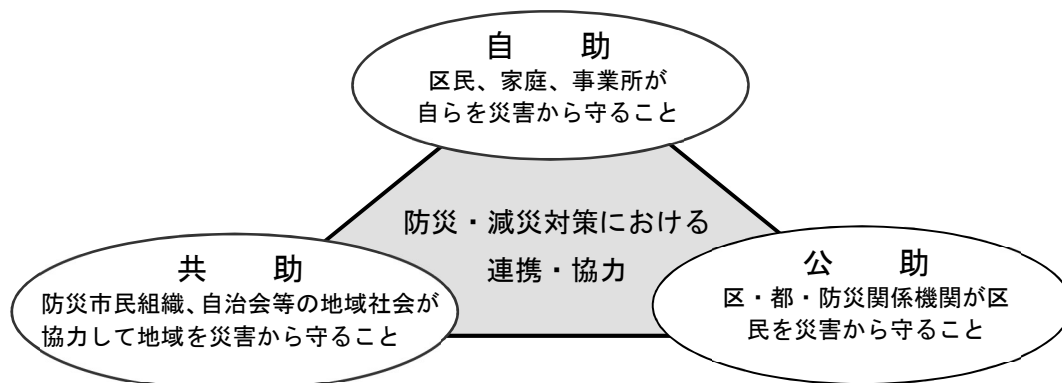 自　　助
区民、家庭、事業所が
自らを災害から守ること
防災・減災対策における
連携・協力
共　　助
防災市民組織、自治会等の地域社会が
協力して地域を災害から守ること
公　　助
区・都・防災関係機関が区
民を災害から守ること